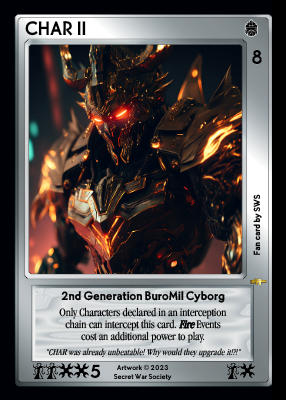 CHAR II
8
Fan card by SWS
2nd Generation BuroMil Cyborg
Only Characters declared in an interception
chain can intercept this card. Fire Events
cost an additional power to play.
"CHAR was already unbeatable! Why would they upgrade it!?!"
5
Artwork © 2023
Secret War Society